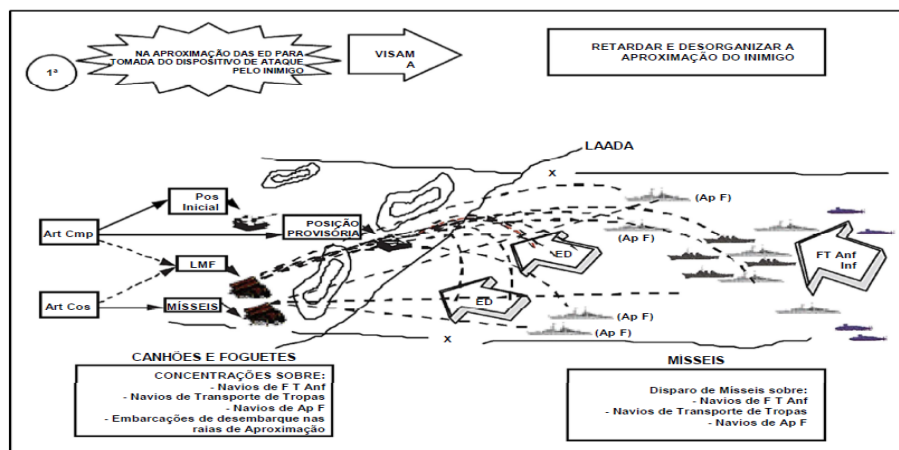 1ª
NA APROXIMAÇÃO DAS ED PARA
TOMADA DO DISPOSITIVO DE ATAQUE
PELO INIMIGO
VISAM
A
RETARDAR E DESORGANIZAR A
APROXIMAÇÃO DO INIMIGO
LAADA
X
(Ap F)
Pos
Inicial
Art Cmp
POSIÇÃO
PROVISÓRIA
(Ap F)
LMF
ED
FT Anf
Inf
Art Cos
MÍSSEIS
ED
(Ap F)
(Ap F)
X
CANHÕES E FOGUETES
CONCENTRAÇÕES SOBRE:
- Navios de F T Anf
- Navios de Transporte de Tropas
- Navios de Ap F
- Embarcações de desembarque nas
raias de Aproximação
MÍSSEIS
Disparo de Mísseis sobre:
- Navios de F T Anf
- Navios de Transporte de Tropas
- Navios de Ap F